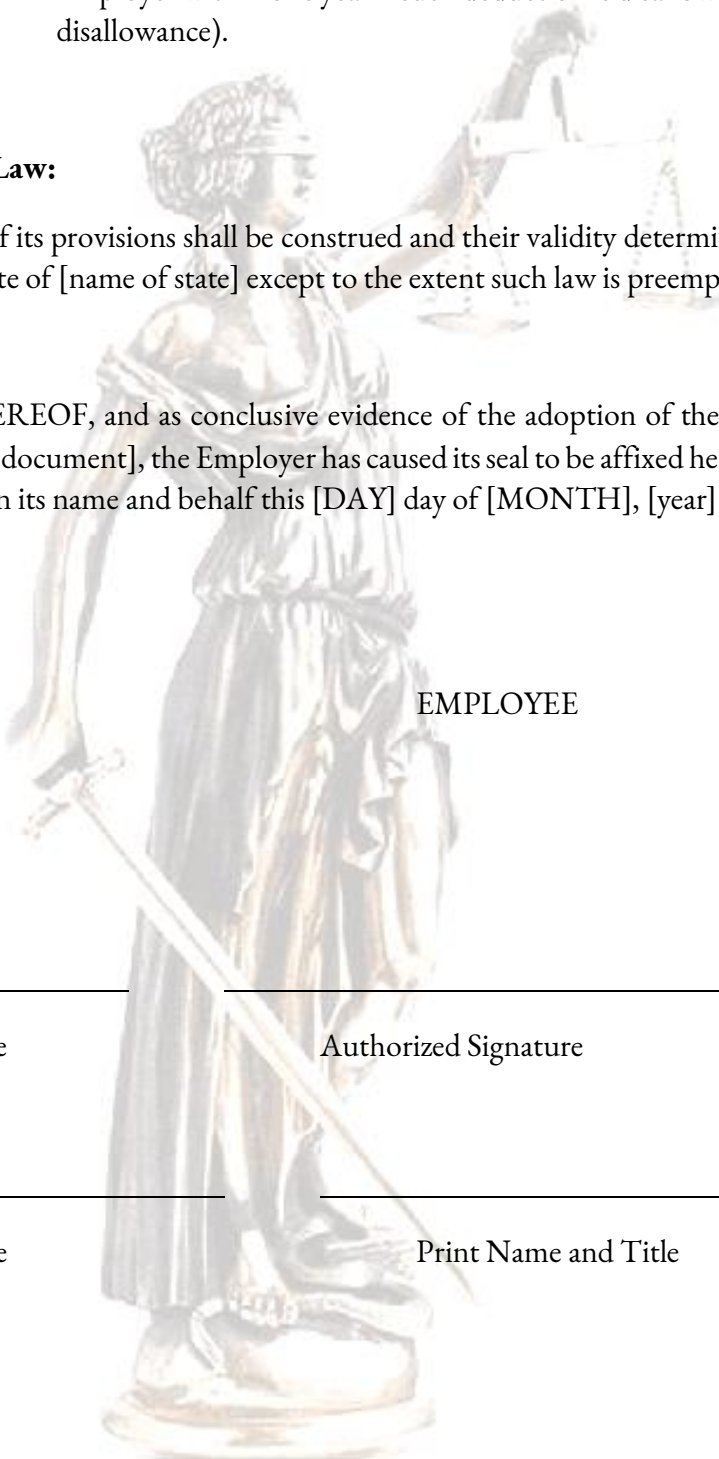 disallowance).
Law:
f its provisions shall be construed and their validity determi
te of [name of state] except to the extent such law is preemp
EREOF, and as conclusive evidence of the adoption of the
document], the Employer has caused its seal to be affixed he
n its name and behalf this [DAY] day of [MONTH], [year]
EMPLOYEE
e Authorized Signature
e Print Name and Title